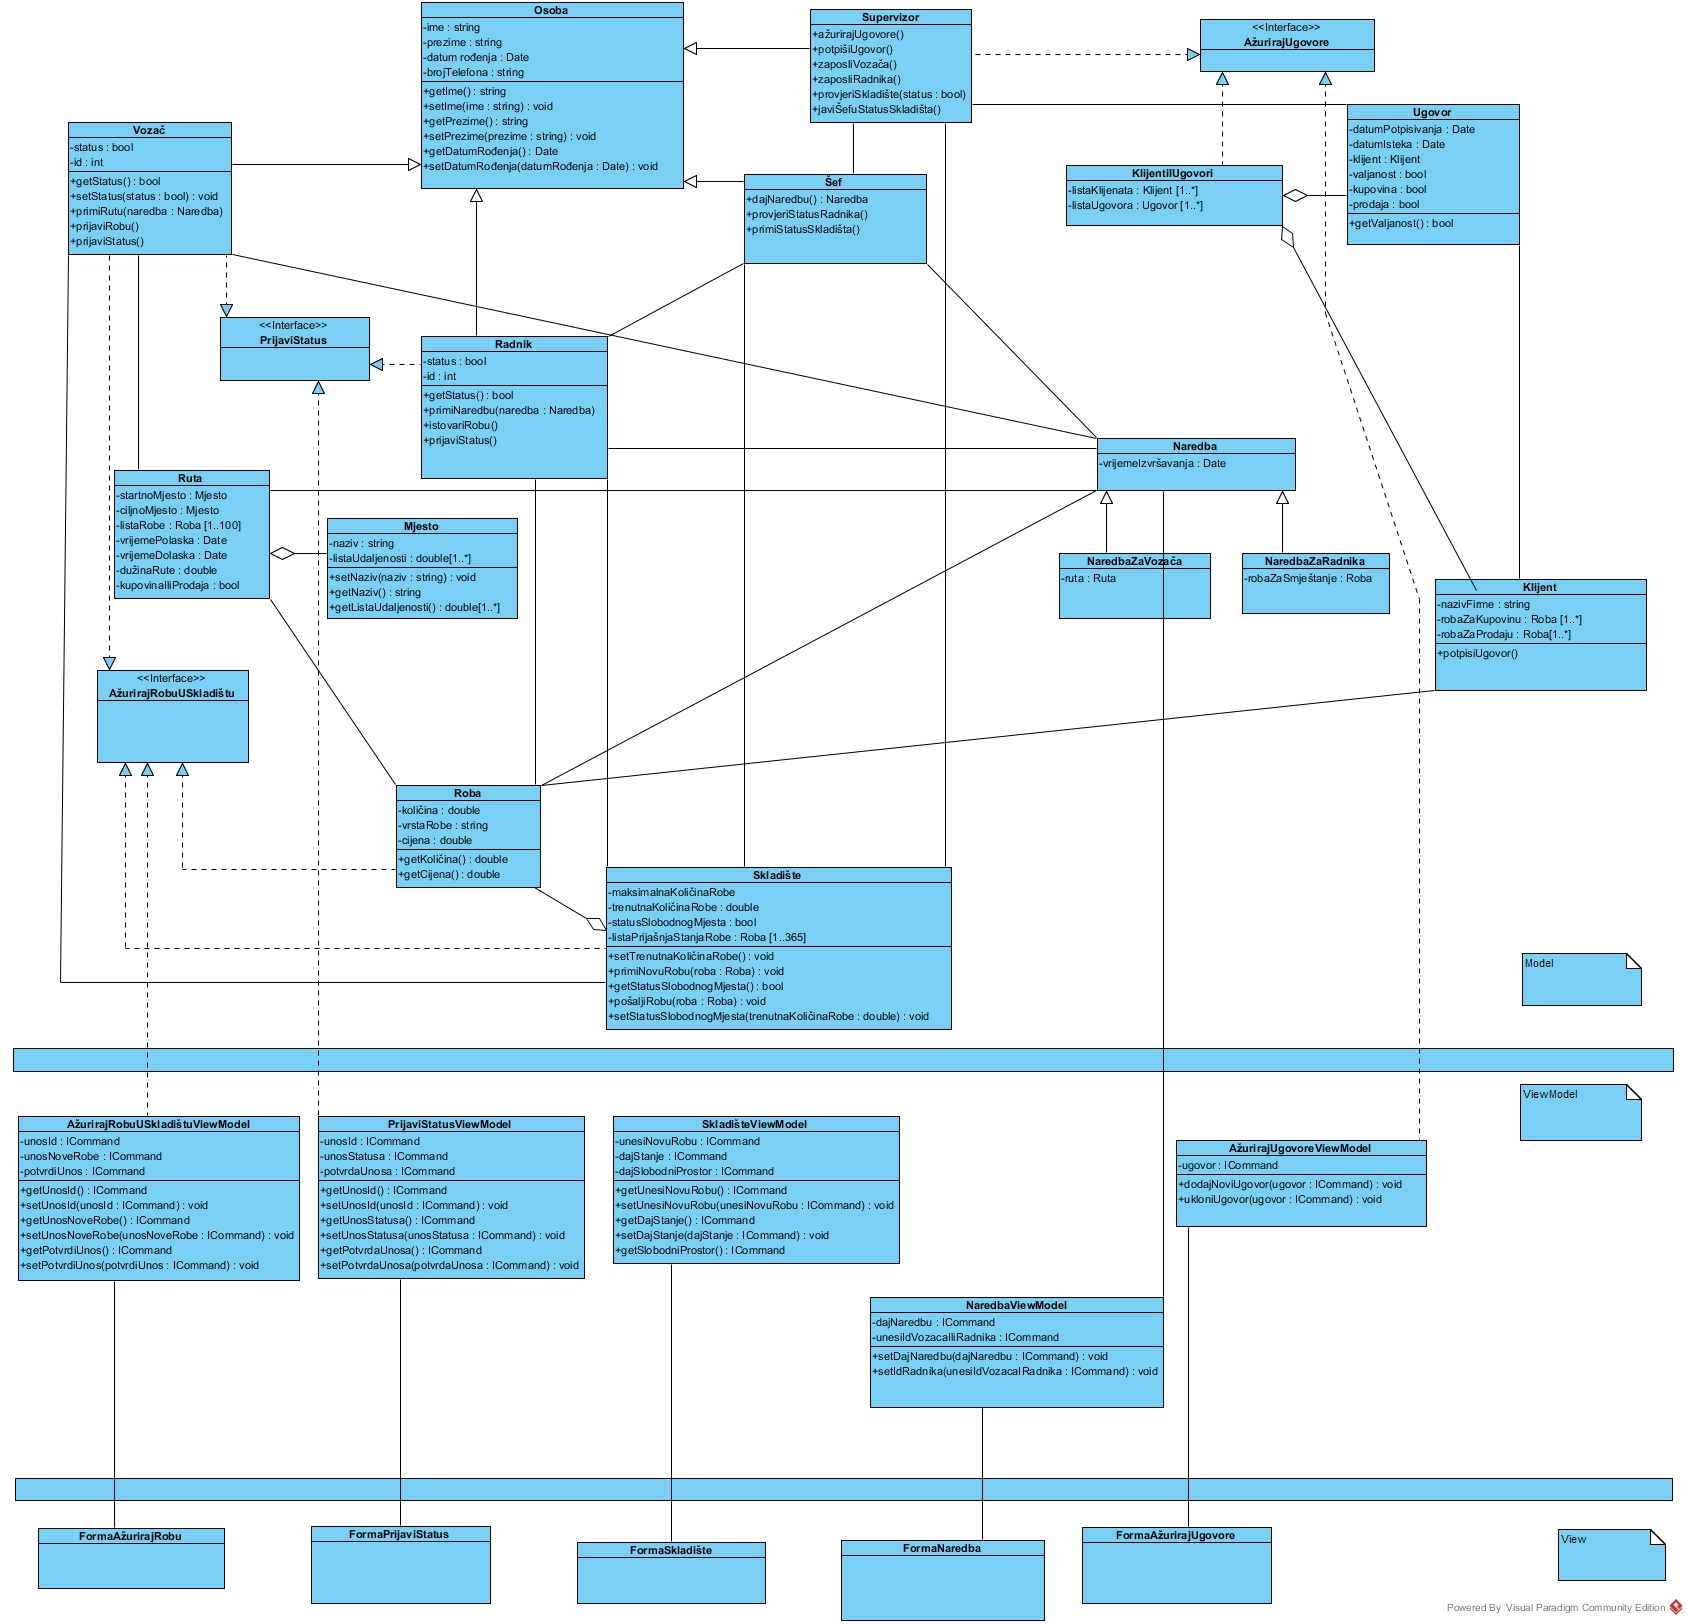 Osoba
-ime : string
-prezime : string
-datum rođenja : Date
-brojTelefona : string
+getIme() : string
+setIme(ime : string) : void
+getPrezime() : string
+setPrezime(prezime : string) : void
+getDatumRođenja() : Date
+setDatumRođenja(datumRođenja : Date) : void
Supervizor
+ažurirajUgovore()
+potpišiUgovor()
+zaposliVozača()
+zaposliRadnika()
+provjeriSkladište(status : bool)
+javiŠefuStatusSkladišta()
<<Interface>>
AžurirajUgovore
Ugovor
-datumPotpisivanja : Date
-datumIsteka : Date
-klijent : Klijent
-valjanost : bool
-kupovina : bool
-prodaja : bool
+getValjanost() : bool
Vozač
-status : bool
-id : int
+getStatus() : bool
+setStatus(status : bool) : void
+primiRutu(naredba : Naredba)
+prijaviRobu()
+prijaviStatus()
Šef
+dajNaredbu() : Naredba
+provjeriStatusRadnika()
+primiStatusSkladišta()
KlijentiIUgovori
-listaKlijenata : Klijent [1..*]
-listaUgovora : Ugovor [1..*]
<<Interface>>
PrijaviStatus
Radnik
-status : bool
-id : int
+getStatus() : bool
+primiNaredbu(naredba : Naredba)
+istovariRobu()
+prijaviStatus()
Naredba
-vrijemeIzvršavanja : Date
Ruta
-startnoMjesto : Mjesto
-ciljnoMjesto : Mjesto
-listaRobe : Roba [1..100]
-vrijemePolaska : Date
-vrijemeDolaska : Date
-dužinaRute : double
-kupovinaIliProdaja : bool
Mjesto
-naziv : string
-listaUdaljenosti : double[1..*]
+setNaziv(naziv : string) : void
+getNaziv() : string
+getListaUdaljenosti() : double[1..*]
NaredbaZaVozača
-ruta : Ruta
NaredbaZaRadnika
-robaZaSmještanje : Roba
Klijent
-nazivFirme : string
-robaZaKupovinu : Roba [1..*]
-robaZaProdaju : Roba[1..*]
+potpisiUgovor()
<<Interface>>
AžurirajRobuUSkladištu
Roba
-količina : double
-vrstaRobe : string
-cijena : double
+getKoličina() : double
+getCijena() : double
Skladište
-maksimalnaKoličinaRobe
-trenutnaKoličinaRobe : double
-statusSlobodnogMjesta : bool
-listaPrijašnjaStanjaRobe : Roba [1..365]
+setTrenutnaKoličinaRobe() : void
+primiNovuRobu(roba : Roba) : void
+getStatusSlobodnogMjesta() : bool
+pošaljiRobu(roba : Roba) : void
+setStatusSlobodnogMjesta(trenutnaKoličinaRobe : double) : void
Model
ViewModel
AžurirajRobuUSkladištuViewModel
-unosId : ICommand
-unosNoveRobe : ICommand
-potvrdiUnos : ICommand
+getUnosId() : ICommand
+setUnosId(unosId : ICommand) : void
+getUnosNoveRobe() : ICommand
+setUnosNoveRobe(unosNoveRobe : ICommand) : void
+getPotvrdiUnos() : ICommand
+setPotvrdiUnos(potvrdiUnos : ICommand) : void
PrijaviStatusViewModel
-unosId : ICommand
-unosStatusa : ICommand
-potvrdaUnosa : ICommand
+getUnosId() : ICommand
+setUnosId(unosId : ICommand) : void
+getUnosStatusa() : ICommand
+setUnosStatusa(unosStatusa : ICommand) : void
+getPotvrdaUnosa() : ICommand
+setPotvrdaUnosa(potvrdaUnosa : ICommand) : void
SkladišteViewModel
-unesiNovuRobu : ICommand
-dajStanje : ICommand
-dajSlobodniProstor : ICommand
+getUnesiNovuRobu() : ICommand
+setUnesiNovuRobu(unesiNovuRobu : ICommand) : void
+getDajStanje() : ICommand
+setDajStanje(dajStanje : ICommand) : void
+getSlobodniProstor() : ICommand
AžurirajUgovoreViewModel
-ugovor : ICommand
+dodajNoviUgovor(ugovor : ICommand) : void
+ukloniUgovor(ugovor : ICommand) : void
NaredbaViewModel
-dajNaredbu : ICommand
-unesiIdVozacaIliRadnika : ICommand
+setDajNaredbu(dajNaredbu : ICommand) : void
+setIdRadnika(unesiIdVozacaIRadnika : ICommand) : void
FormaAžurirajRobu
FormaPrijaviStatus
FormaSkladište
FormaNaredba
FormaAžurirajUgovore
View
Powered By Visual Paradigm Community Edition